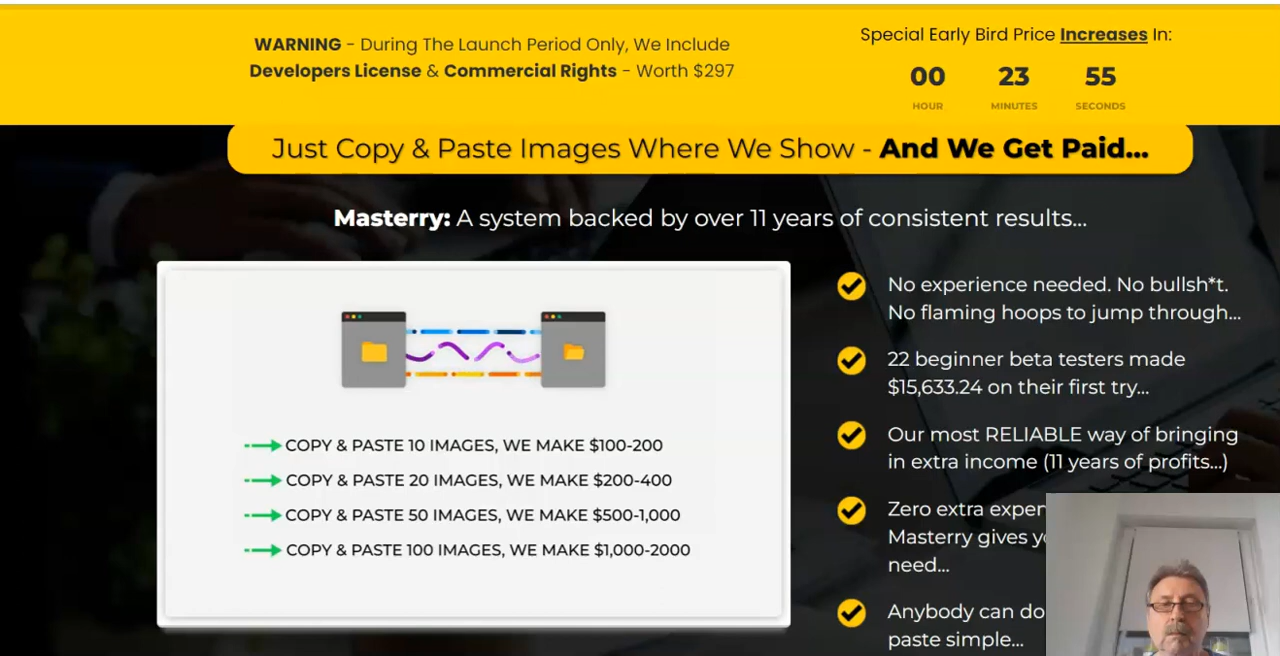 WARNING - During The Launch Period Only, We Include
Developers License & Commercial Rights - Worth $297
Special Early Bird Price Increases In:
00 23 55
HOUR MINUTES SECONDS
Just Copy & Paste Images Where We Show - And We Get Paid...
Masterry: A system backed by over 11 years of consistent results...
COPY & PASTE 10 IMAGES, WE MAKE $100-200
COPY & PASTE 20 IMAGES, WE MAKE $200-400
COPY & PASTE 50 IMAGES, WE MAKE $500-1,000
COPY & PASTE 100 IMAGES, WE MAKE $1,000-2000
No experience needed. No bullsh*t.
No flaming hoops to jump through...
22 beginner beta testers made
$15,633.24 on their first try...
Our most RELIABLE way of bringing
in extra income (11 years of profits...)
Zero extra expen
Masterry gives y
need...
Anybody can do
paste simple...